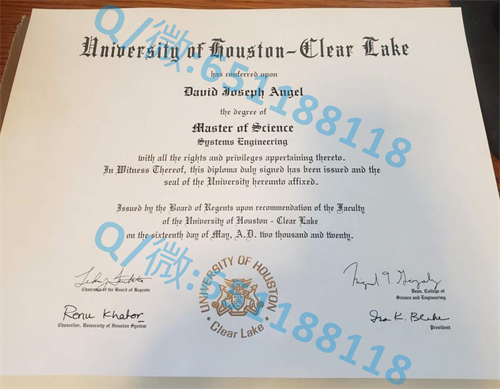 University of Houston-Clear Lake
has conferred upon
David Joseph Angel
the degree of
Master of Science
Systems Engineering
with all the rights and privileges appertaining thereto.
In Witness Thereof, this diploma duly signed has been issued and the
seal of the University hereunto affixed.
Issued by the Board of Regents upon recommendation of the Faculty
of the University of Houston - Clear Lake
on the sixteenth day of May, A.D. two thousand and twenty.
Chairman of the Board of Regents
Dean, College of
Science and Engineering
Renu Khator
Chancellor, University of Houston System
President
UNIVERSITY OF HOUSTON
Clear Lake
Q/微:651188118
Q/微:651188118